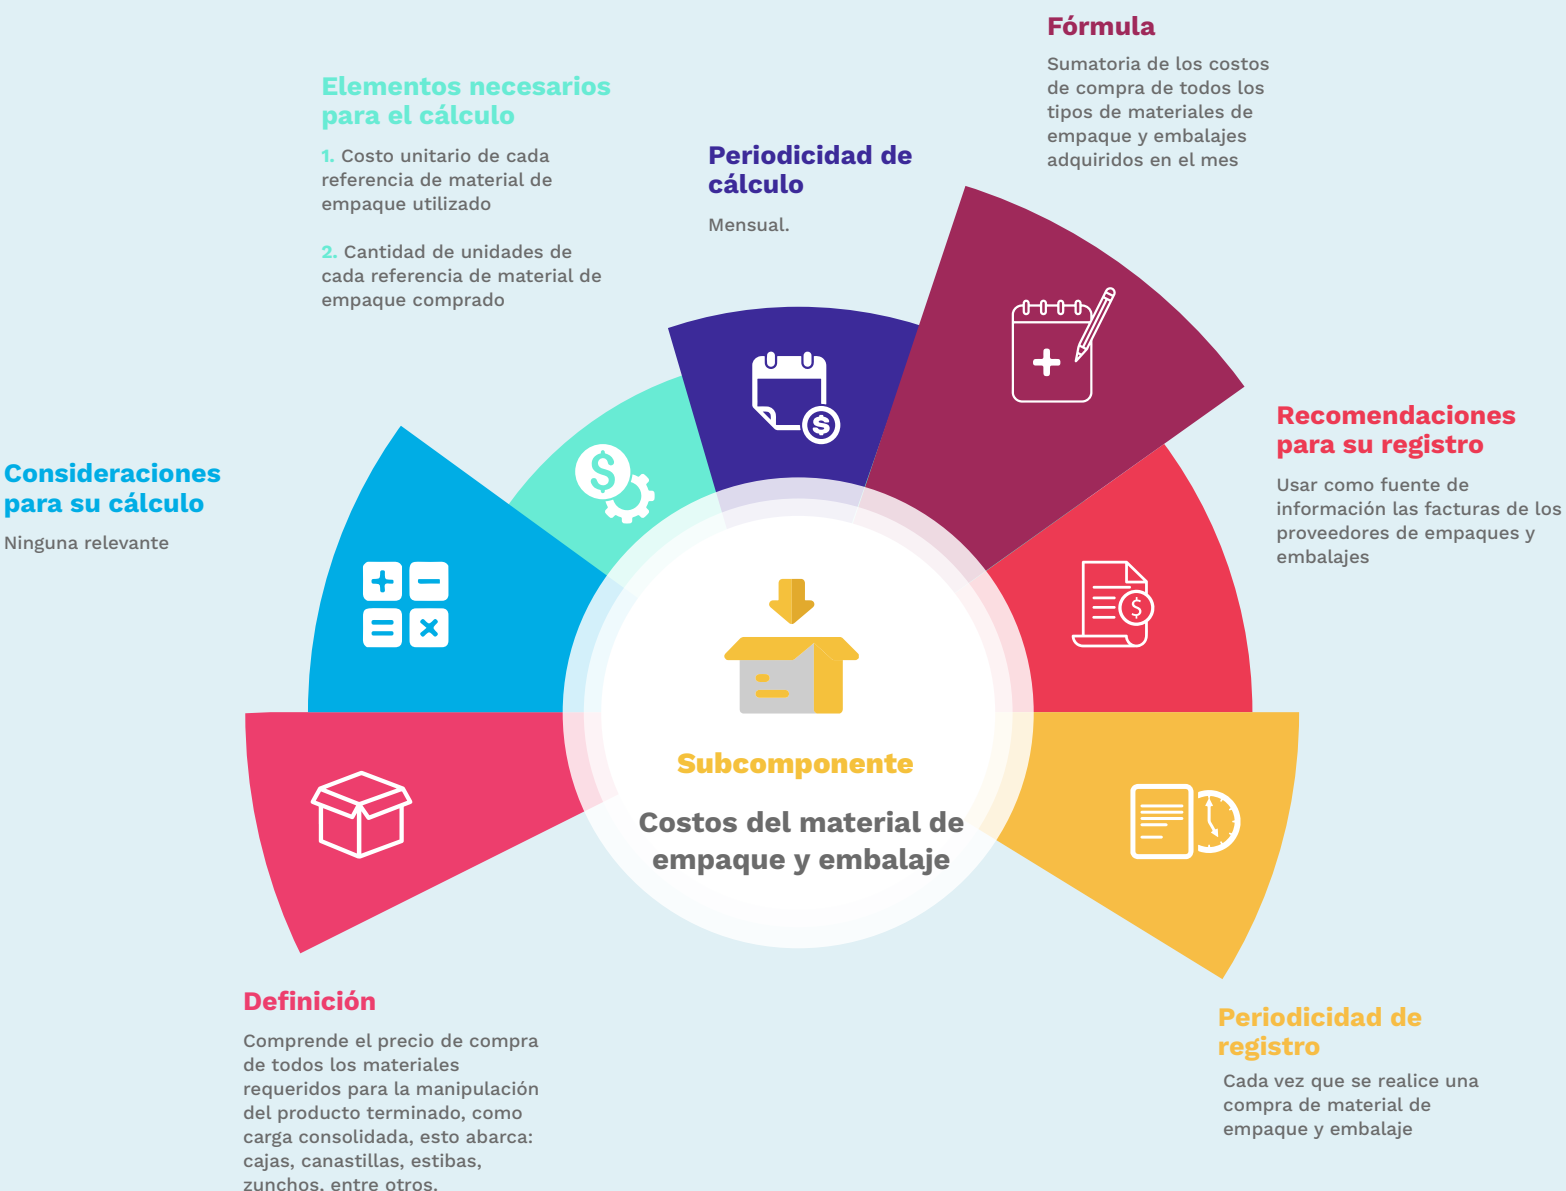 Fórmula
Sumatoria de los costos
de compra de todos los
tipos de materiales de
empaque y embalajes
adquiridos en el mes
Elementos necesarios
para el cálculo
1. Costo unitario de cada
referencia de material de
empaque utilizado
2. Cantidad de unidades de
cada referencia de material de
empaque comprado
Periodicidad de
cálculo
Mensual.
Recomendaciones
para su registro
Usar como fuente de
información las facturas de los
proveedores de empaques y
embalajes
Consideraciones
para su cálculo
Ninguna relevante
Subcomponente
Costos del material de
empaque y embalaje
Definición
Comprende el precio de compra
de todos los materiales
requeridos para la manipulación
del producto terminado, como
carga consolidada, esto abarca:
cajas, canastillas, estibas,
zunchos, entre otros.
Periodicidad de
registro
Cada vez que se realice una
compra de material de
empaque y embalaje